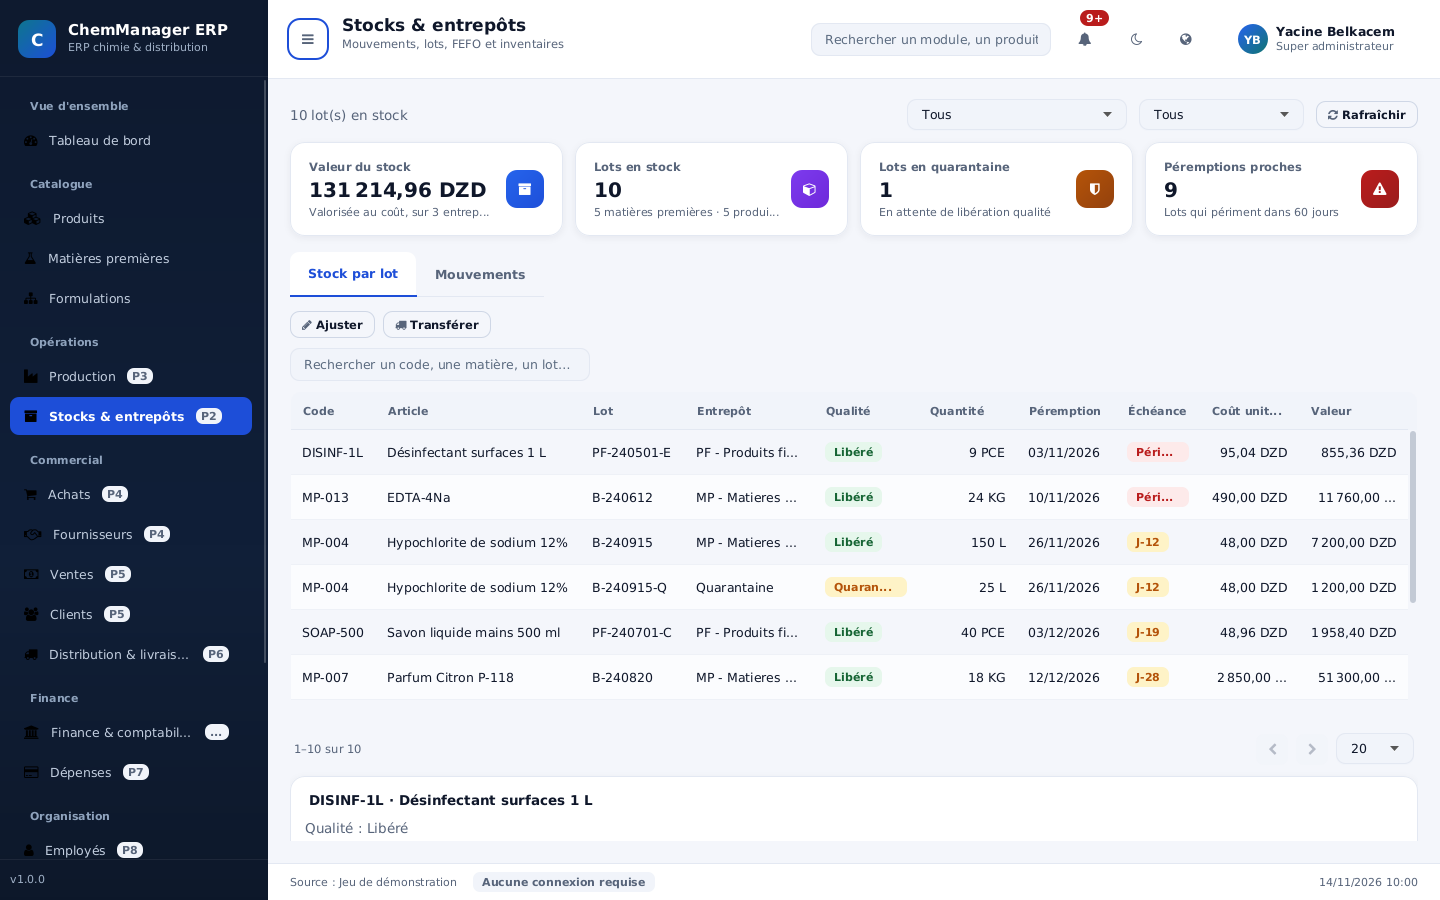 C
ChemManager ERP
ERP chimie & distribution
Vue d'ensemble
Tableau de bord
Catalogue
Produits
Matières premières
Formulations
Opérations
Production P3
Stocks & entrepôts P2
Commercial
Achats P4
Fournisseurs P4
Ventes P5
Clients P5
Distribution & livrais... P6
Finance
Finance & comptabil... ...
Dépenses P7
Organisation
Employés P8
v1.0.0
Stocks & entrepôts
Mouvements, lots, FEFO et inventaires
Rechercher un module, un produit
9+
YB
Yacine Belkacem
Super administrateur
10 lot(s) en stock
Tous
Tous
Rafraîchir
Valeur du stock
131 214,96 DZD
Valorisée au coût, sur 3 entrep...
Lots en stock
10
5 matières premières · 5 produi...
Lots en quarantaine
1
En attente de libération qualité
Péremptions proches
9
Lots qui périment dans 60 jours
Stock par lot
Mouvements
Ajuster
Transférer
Rechercher un code, une matière, un lot...
Code Article Lot Entrepôt Qualité Quantité Péremption Échéance Coût unit... Valeur
DISINF-1L Désinfectant surfaces 1 L PF-240501-E PF - Produits fi... Libéré 9 PCE 03/11/2026 Péri... 95,04 DZD 855,36 DZD
MP-013 EDTA-4Na B-240612 MP - Matieres ... Libéré 24 KG 10/11/2026 Péri... 490,00 DZD 11 760,00 ...
MP-004 Hypochlorite de sodium 12% B-240915 MP - Matieres ... Libéré 150 L 26/11/2026 J-12 48,00 DZD 7 200,00 DZD
MP-004 Hypochlorite de sodium 12% B-240915-Q Quarantaine Quaran... 25 L 26/11/2026 J-12 48,00 DZD 1 200,00 DZD
SOAP-500 Savon liquide mains 500 ml PF-240701-C PF - Produits fi... Libéré 40 PCE 03/12/2026 J-19 48,96 DZD 1 958,40 DZD
MP-007 Parfum Citron P-118 B-240820 MP - Matieres ... Libéré 18 KG 12/12/2026 J-28 2 850,00 ... 51 300,00 ...
1–10 sur 10
20
DISINF-1L · Désinfectant surfaces 1 L
Qualité : Libéré
Source : Jeu de démonstration
Aucune connexion requise
14/11/2026 10:00